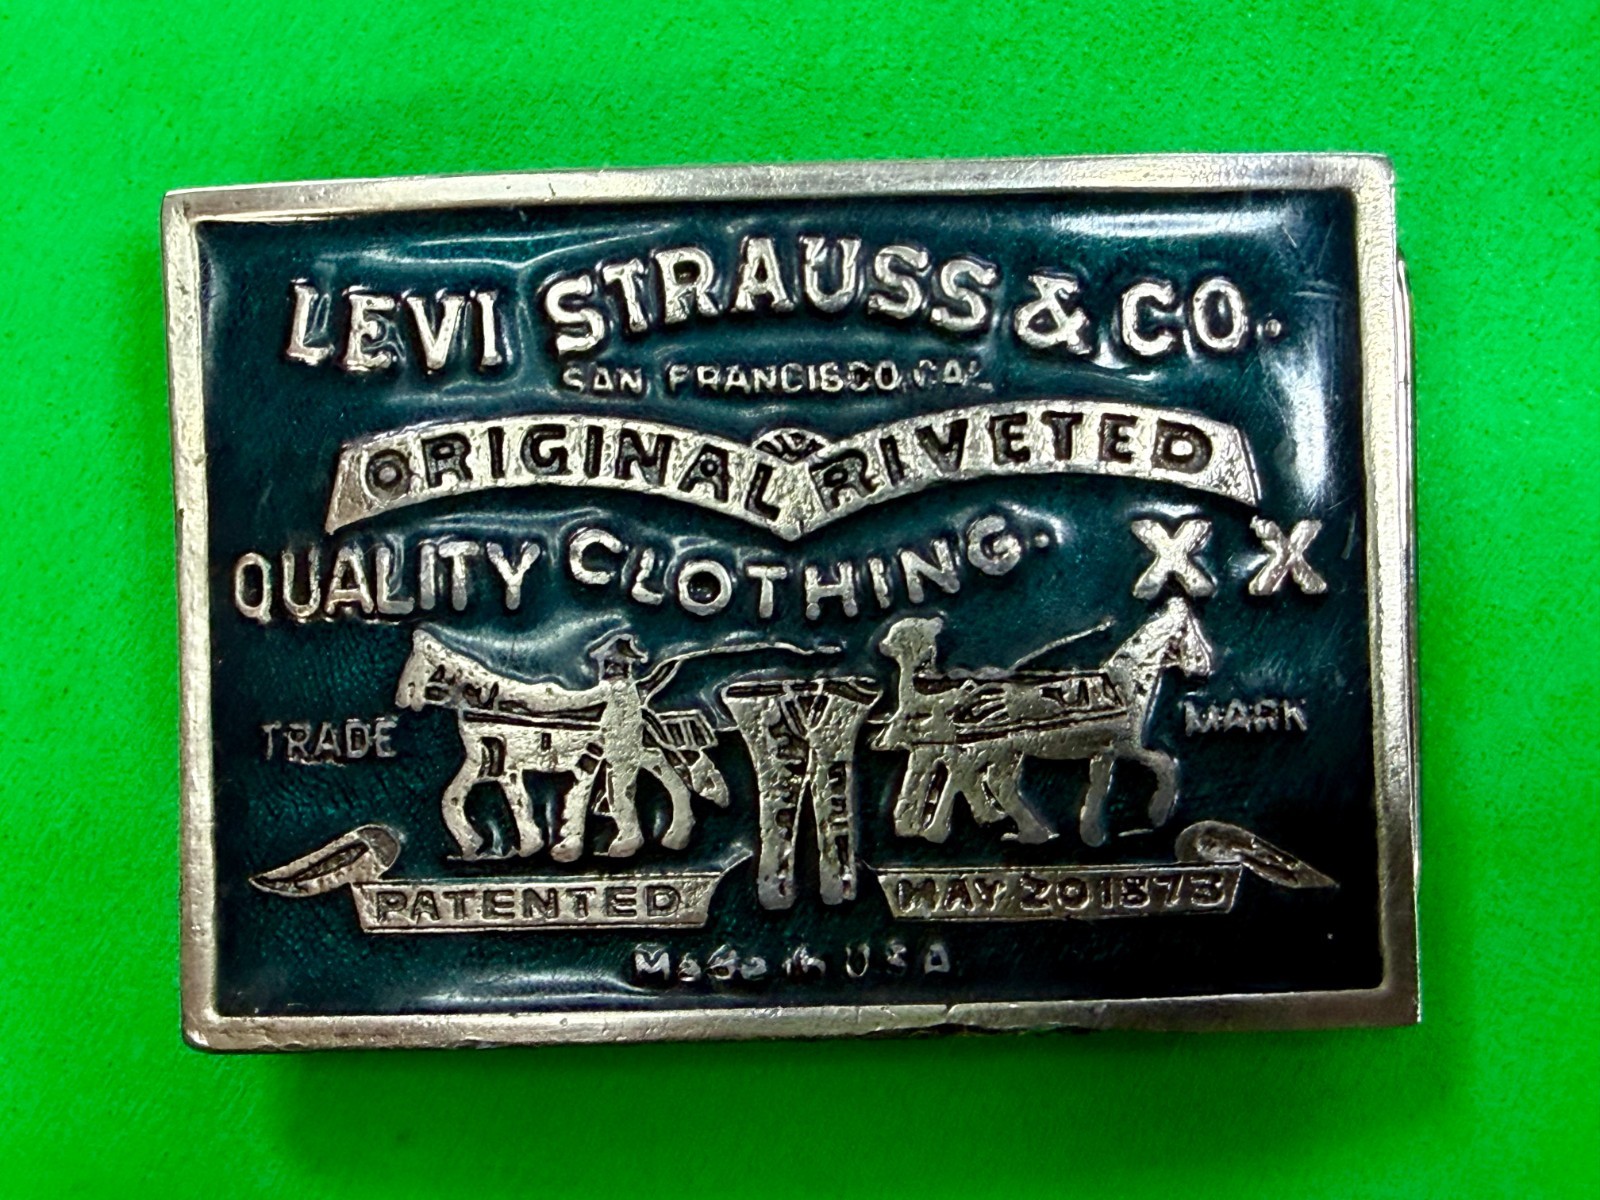 LEVI STRAUSS & CO.
SAN FRANCISCO, CAL
ORIGINAL RIVETED
QUALITY CLOTHING. XX
TRADE MARK
PATENTED MAY 20 1873
Made in U S A